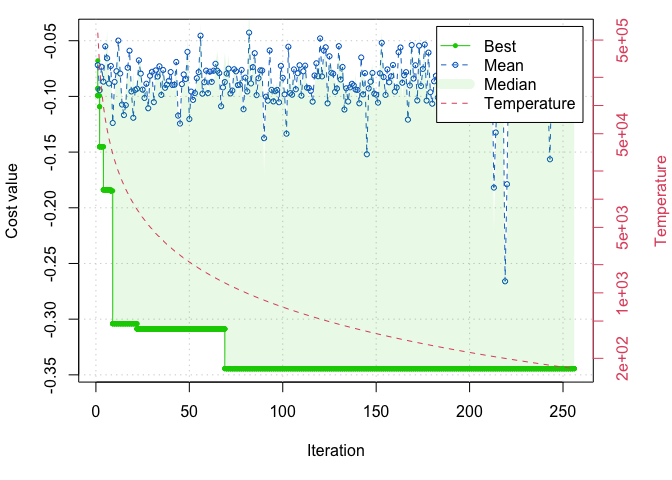 Best
Mean
Median
Temperature
-0.05
-0.10
-0.15
-0.20
-0.25
-0.30
-0.35
Cost value
5e+05
5e+04
5e+03
1e+03
2e+02
Temperature
0
50
100
150
200
250
Iteration